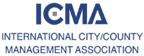 ICMA
INTERNATIONAL CITY/COUNTY
MANAGEMENT ASSOCIATION